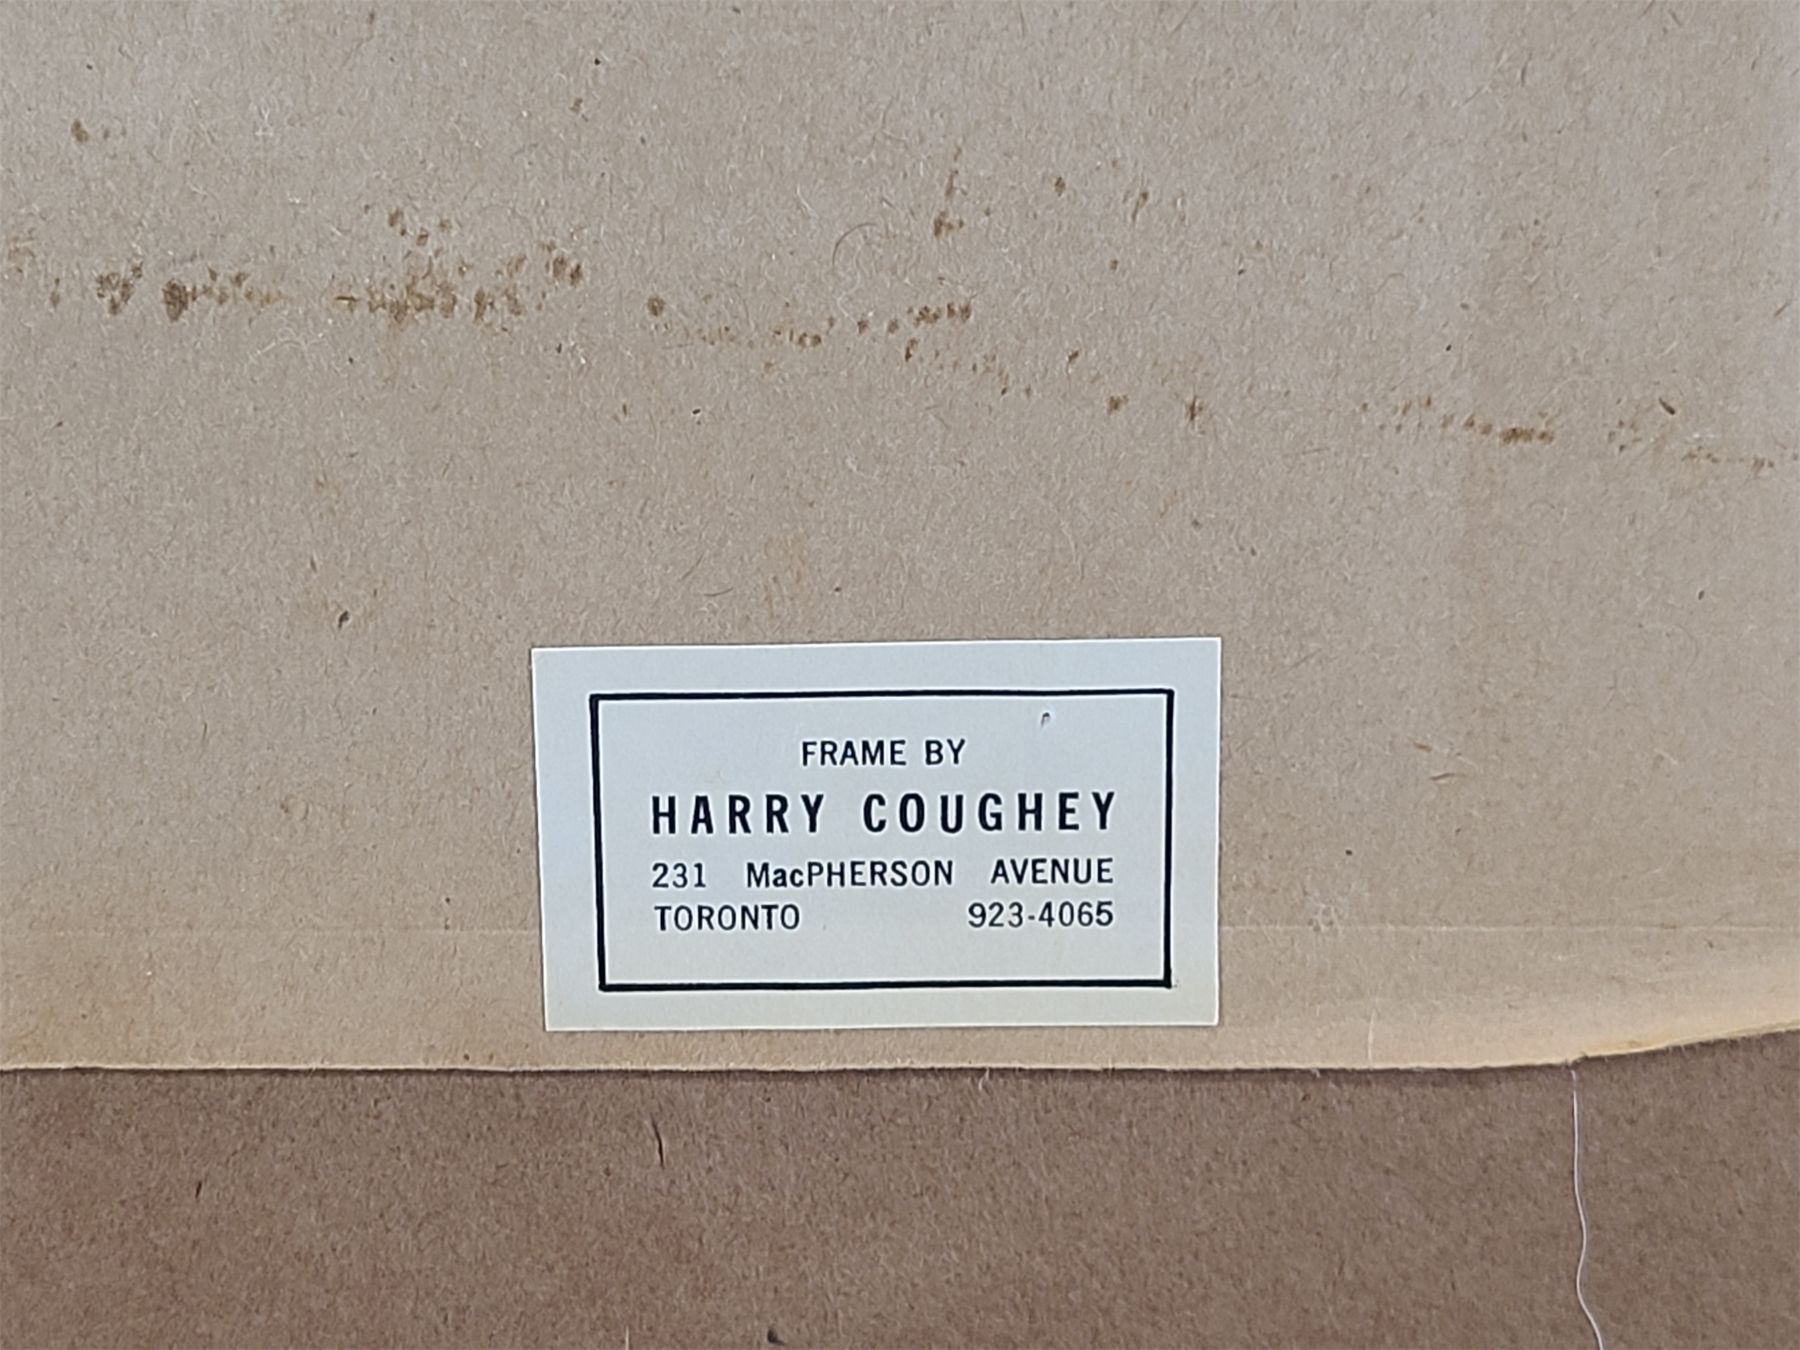 FRAME BY
HARRY COUGHEY
231 MacPHERSON AVENUE
TORONTO 923-4065